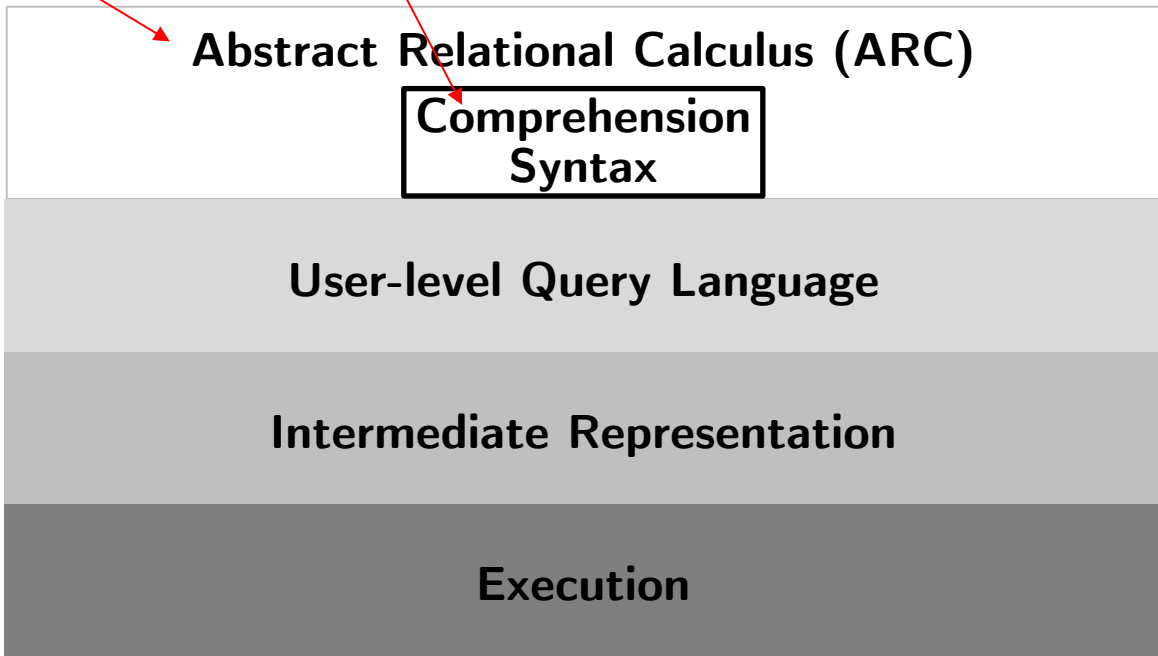 Abstract Relational Calculus (ARC)
Comprehension
Syntax
User-level Query Language
Intermediate Representation
Execution